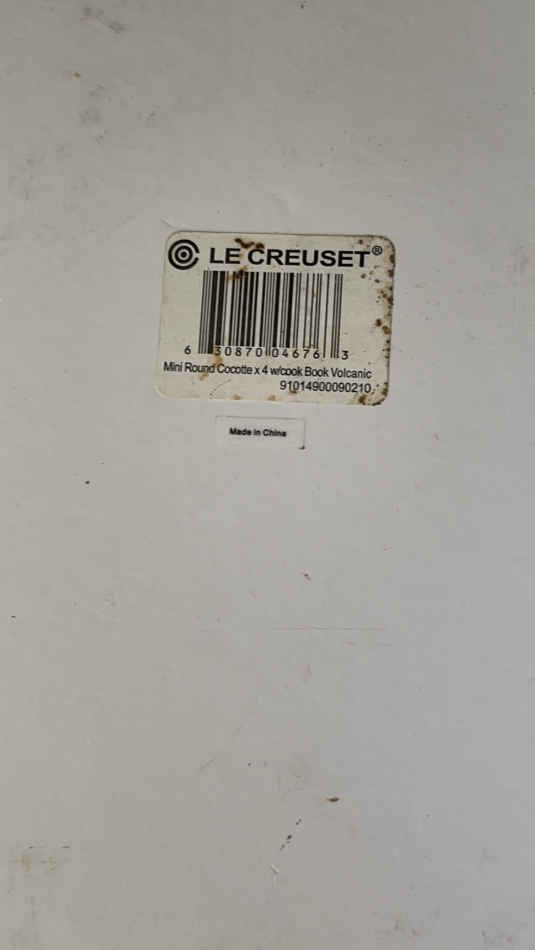 LE CREUSET®
6 30870 04676 3
Mini Round Cocotte x 4 w/cook Book Volcanic
91014900090210
Made in China